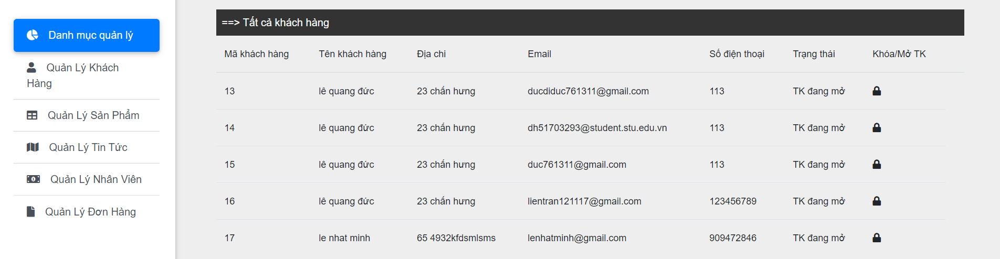 Danh mục quản lý
Quản Lý Khách
Hàng
Quản Lý Sản Phẩm
Quản Lý Tin Tức
Quản Lý Nhân Viên
Quản Lý Đơn Hàng
==> Tất cả khách hàng
Mã khách hàng Tên khách hàng Địa chỉ Email Số điện thoại Trạng thái Khóa/Mở TK
13 lê quang đức 23 chấn hưng ducdiduc761311@gmail.com 113 TK đang mở
14 lê quang đức 23 chấn hưng dh51703293@student.stu.edu.vn 113 TK đang mở
15 lê quang đức 23 chấn hưng duc761311@gmail.com 113 TK đang mở
16 lê quang đức 23 chấn hưng lientran121117@gmail.com 123456789 TK đang mở
17 le nhat minh 65 4932kfdsmlsms lenhatminh@gmail.com 909472846 TK đang mở